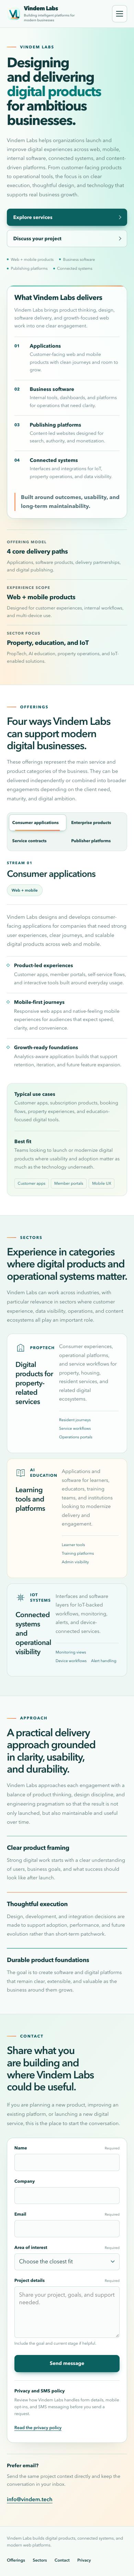 Vindem Labs
Building intelligent platforms for
modern businesses.
VINDEM LABS
Designing
and delivering
digital products
for ambitious
businesses.
Vindem Labs helps organizations launch and
improve digital experiences across web, mobile,
internal software, connected systems, and content
platforms. From customer-facing products to
operational tools, the emphasis is on clear
execution, thoughtful design, and technology that
supports real business growth.
Explore services
Discuss your project
Web + mobile products
Business software
Publishing platforms
Connected systems
What Vindem Labs delivers
Vindem Labs brings product thinking, design,
software delivery, and growth-focused web
work into one clear engagement.
01
Applications
Customer-facing web and mobile
products with clean journeys and room to
grow.
02
Business software
Internal tools, dashboards, and platforms
for operations that need clarity.
03
Publishing platforms
Content-led websites designed for
search, authority, and monetization.
04
Connected systems
Interfaces and integrations for IoT,
property operations, and data visibility.
Built around outcomes, usability, and
long-term maintainability.
OFFERING MODEL
4 core delivery paths
Applications, software products, delivery partnerships,
and digital publishing.
EXPERIENCE SCOPE
Web + mobile products
Designed for customer experiences, internal workflows,
and multi-device use.
SECTOR FOCUS
Property, education, and IoT
PropTech, AI education, property operations, and IoT-
enabled solutions.
OFFERINGS
Four ways Vindem Labs
can support modern
digital businesses.
These offerings represent the main service and
product categories of the business. They can be
delivered independently or combined into broader
engagements depending on the client need,
maturity, and digital ambition.
Consumer applications
Enterprise products
Service contracts
Publisher platforms
STREAM 01
Consumer applications
Web + mobile
Vindem Labs designs and develops consumer-
facing applications for companies that need strong
user experiences, clear journeys, and scalable
digital products across web and mobile.
Product-led experiences
Customer apps, member portals, self-service flows,
and interactive tools built around everyday usage.
Mobile-first journeys
Responsive web apps and native-feeling mobile
experiences for audiences that expect speed,
clarity, and convenience.
Growth-ready foundations
Analytics-aware application builds that support
retention, iteration, and future feature expansion.
Typical use cases
Customer apps, subscription products, booking
flows, property experiences, and education-
focused digital tools.
Best fit
Teams looking to launch or modernize digital
products where usability and adoption matter as
much as the technology underneath.
Customer apps
Member portals
Mobile UX
SECTORS
Experience in categories
where digital products and
operational systems matter.
Vindem Labs can work across industries, with
particular relevance in sectors where customer
experience, data visibility, operations, and content
ecosystems all play an important role.
PROPTECH
Digital
products for
property-
related
services
Consumer experiences,
operational platforms,
and service workflows for
property, housing,
resident services, and
related digital
ecosystems.
Resident journeys
Service workflows
Operations portals
AI
EDUCATION
Learning
tools and
platforms
Applications and
software for learners,
educators, training
teams, and institutions
looking to modernize
delivery and
engagement.
Learner tools
Training platforms
Admin visibility
IOT
SYSTEMS
Connected
systems
and
operational
visibility
Interfaces and software
layers for IoT-backed
workflows, monitoring,
alerts, and device-
connected services.
Monitoring views
Device workflows
Alert handling
APPROACH
A practical delivery
approach grounded
in clarity, usability,
and durability.
Vindem Labs approaches each engagement with a
balance of product thinking, design discipline, and
engineering pragmatism so that the result is not
only launched, but also maintainable and useful
over time.
Clear product framing
Strong digital work starts with a clear understanding
of users, business goals, and what success should
look like after launch.
Thoughtful execution
Design, development, and integration decisions are
made to support adoption, performance, and future
evolution rather than short-term patchwork.
Durable product foundations
The goal is to create software and digital platforms
that remain clear, extensible, and valuable as the
business around them grows.
CONTACT
Share what you
are building and
where Vindem Labs
could be useful.
If you are planning a new product, improving an
existing platform, or launching a new digital
service, this is the place to start the conversation.
Name
Required
Company
Email
Required
Area of interest
Required
Choose the closest fit
Project details
Required
Share your project, goals, and support
needed.
Include the goal and current stage if helpful.
Send message
Privacy and SMS policy
Review how Vindem Labs handles form details, mobile
options, and SMS messaging before you send a
request.
Read the privacy policy
Prefer email?
Send the same project context directly and keep the
conversation in your inbox.
info@vindem.tech
Vindem Labs builds digital products, connected systems, and
modern web platforms.
Offerings
Sectors
Contact
Privacy